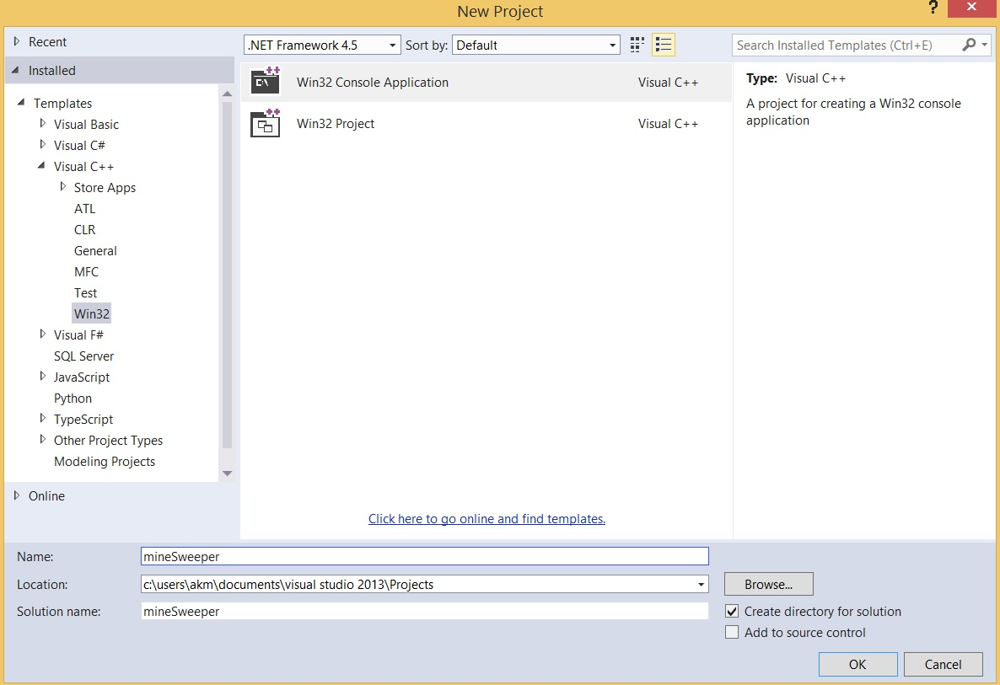 New Project
?
Recent
Installed
Templates
Visual Basic
Visual C#
Visual C++
Store Apps
ATL
CLR
General
MFC
Test
Win32
Visual F#
SQL Server
JavaScript
Python
TypeScript
Other Project Types
Modeling Projects
Online
.NET Framework 4.5 Sort by: Default
C:\ Win32 Console Application Visual C++
Win32 Project Visual C++
Click here to go online and find templates.
Search Installed Templates (Ctrl+E)
Type: Visual C++
A project for creating a Win32 console
application
Name: mineSweeper
Location: c:\users\akm\documents\visual studio 2013\Projects Browse...
Solution name: mineSweeper
Create directory for solution
Add to source control
OK Cancel